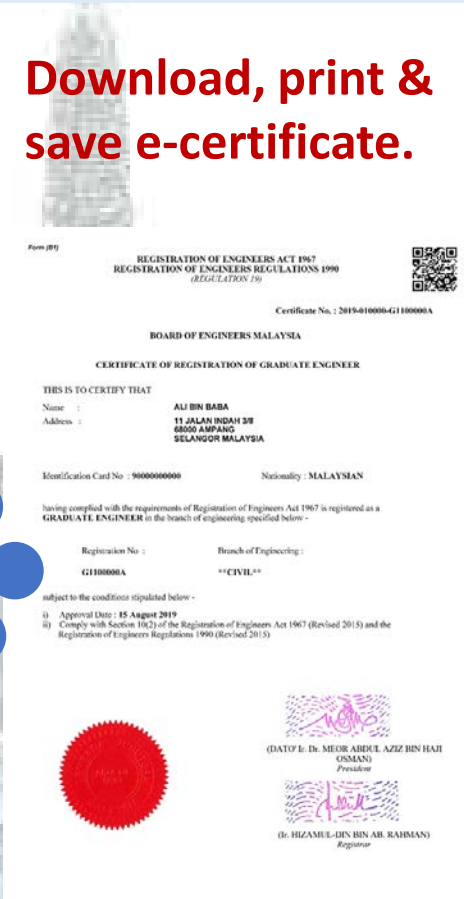 Download, print &
save e-certificate.
Form (B1)
REGISTRATION OF ENGINEERS ACT 1967
REGISTRATION OF ENGINEERS REGULATIONS 1990
(REGULATION 19)
Certificate No. : 2019-010000-G1100000A
BOARD OF ENGINEERS MALAYSIA
CERTIFICATE OF REGISTRATION OF GRADUATE ENGINEER
THIS IS TO CERTIFY THAT
Name : ALI BIN BABA
Address : 11 JALAN INDAH 3/8
68000 AMPANG
SELANGOR MALAYSIA
Identification Card No : 90000000000 Nationality : MALAYSIAN
having complied with the requirements of Registration of Engineers Act 1967 is registered as a
GRADUATE ENGINEER in the branch of engineering specified below -
Registration No : Branch of Engineering :
G1100000A **CIVIL**
subject to the conditions stipulated below -
i) Approval Date : 15 August 2019
ii) Comply with Section 10(2) of the Registration of Engineers Act 1967 (Revised 2015) and the
Registration of Engineers Regulations 1990 (Revised 2015)
(DATO' Ir. Dr. MEOR ABDUL AZIZ BIN HAJI
OSMAN)
President
(Ir. HIZAMUL-DIN BIN AB. RAHMAN)
Registrar